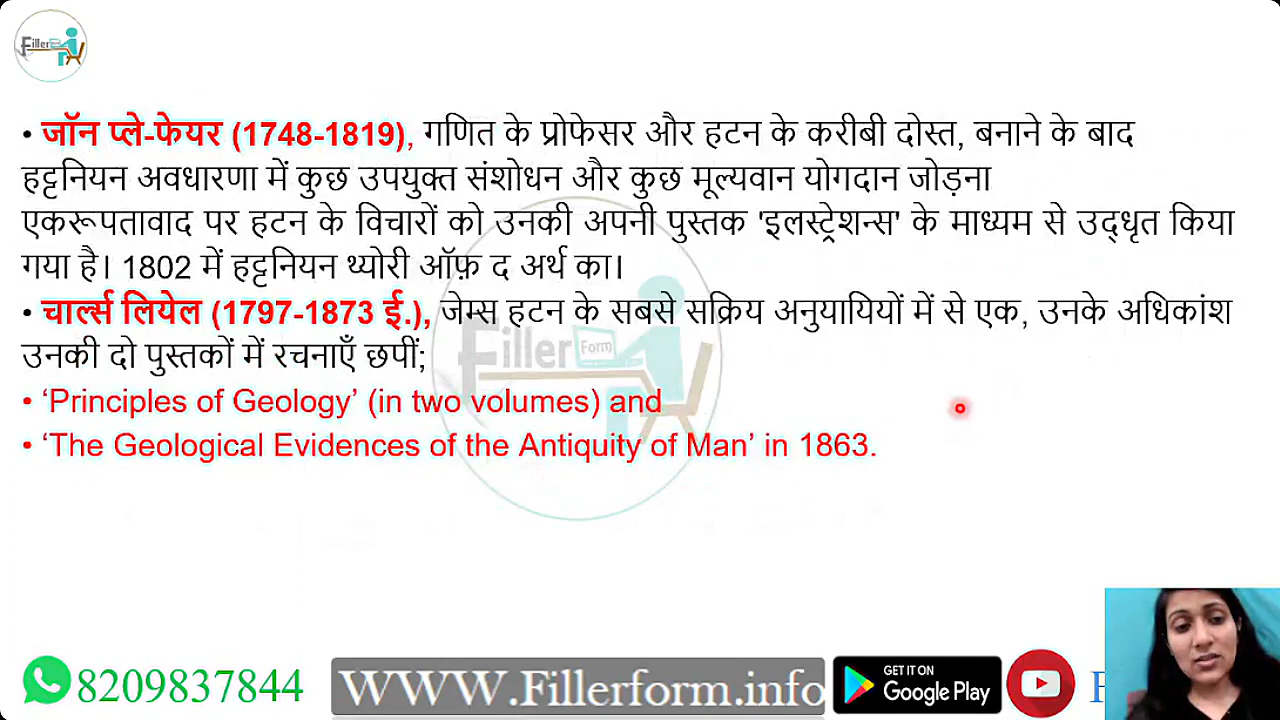 Filler
• जॉन प्ले-फेयर (1748-1819), गणित के प्रोफेसर और हटन के करीबी दोस्त, बनाने के बाद
हट्टनियन अवधारणा में कुछ उपयुक्त संशोधन और कुछ मूल्यवान योगदान जोड़ना
एकरूपतावाद पर हटन के विचारों को उनकी अपनी पुस्तक 'इलस्ट्रेशन्स' के माध्यम से उद्धृत किया
गया है। 1802 में हट्टनियन थ्योरी ऑफ़ द अर्थ का।
• चार्ल्स लियेल (1797-1873 ई.), जेम्स हटन के सबसे सक्रिय अनुयायियों में से एक, उनके अधिकांश
उनकी दो पुस्तकों में रचनाएँ छपीं;
Filler Form
• ‘Principles of Geology’ (in two volumes) and
• ‘The Geological Evidences of the Antiquity of Man’ in 1863.
8209837844 WWW.Fillerform.info GET IT ON Google Play